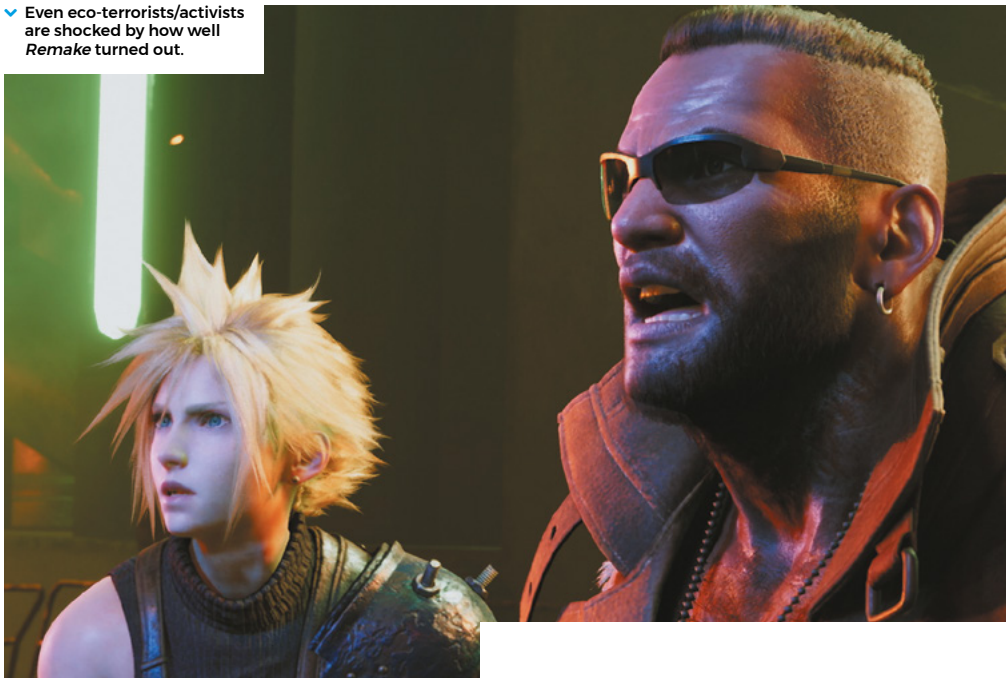 Even eco-terrorists/activists
are shocked by how well
Remake turned out.